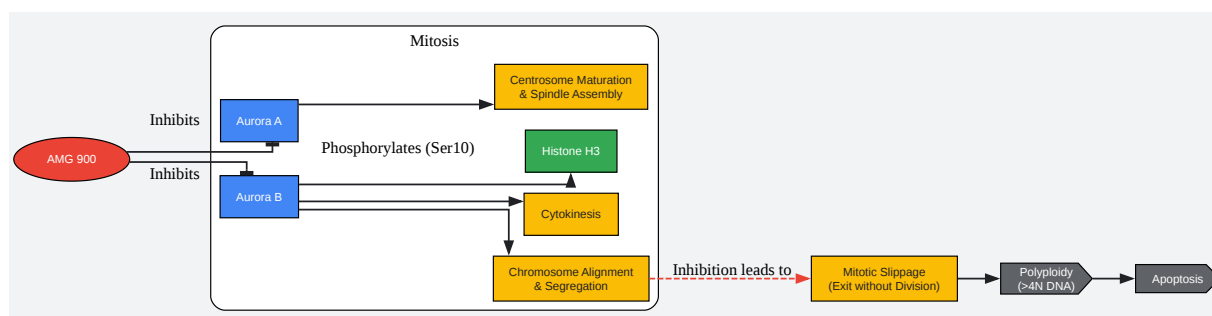 Mitosis
Centrosome Maturation
& Spindle Assembly
Inhibits
Aurora A
Phosphorylates (Ser10)
Histone H3
AMG 900
Inhibits
Aurora B
Cytokinesis
Chromosome Alignment
& Segregation
Inhibition leads to
Mitotic Slippage
(Exit without Division)
Polyploidy
(>4N DNA)
Apoptosis